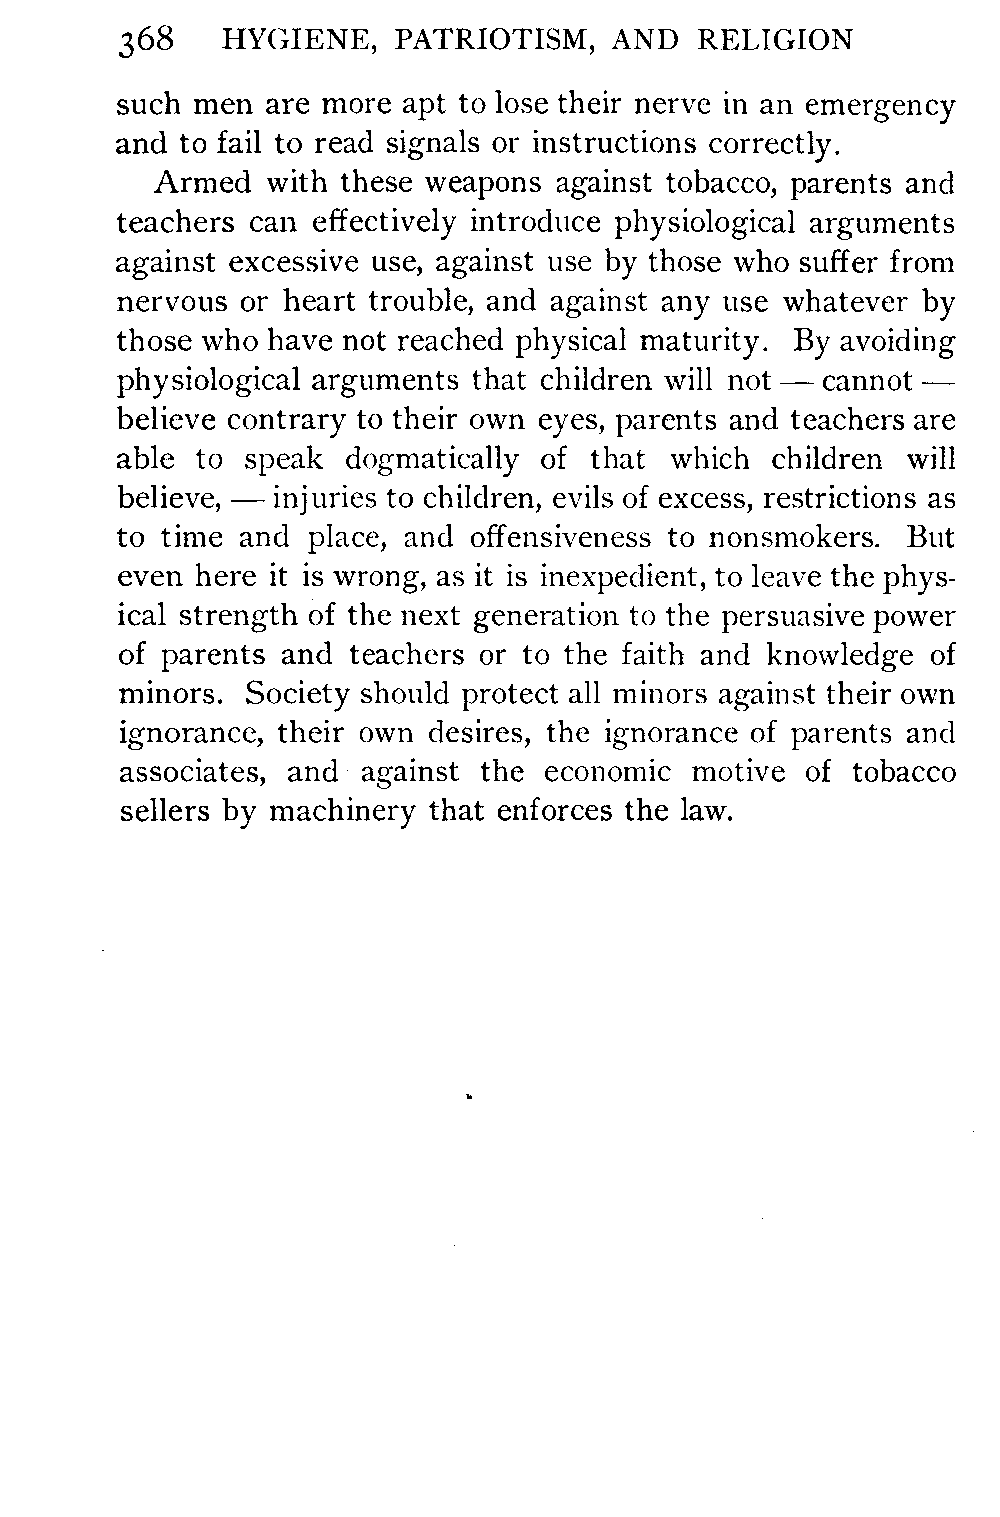 368 HYGIENE, PATRIOTISM, AND RELIGION
such men are more apt to lose their nerve in an emergency
and to fail to read signals or instructions correctly.
Armed with these weapons against tobacco, parents and
teachers can effectively introduce physiological arguments
against excessive use, against use by those who suffer from
nervous or heart trouble, and against any use whatever by
those who have not reached physical maturity. By avoiding
physiological arguments that children will not — cannot —
believe contrary to their own eyes, parents and teachers are
able to speak dogmatically of that which children will
believe, — injuries to children, evils of excess, restrictions as
to time and place, and offensiveness to nonsmokers. But
even here it is wrong, as it is inexpedient, to leave the phys-
ical strength of the next generation to the persuasive power
of parents and teachers or to the faith and knowledge of
minors. Society should protect all minors against their own
ignorance, their own desires, the ignorance of parents and
associates, and against the economic motive of tobacco
sellers by machinery that enforces the law.